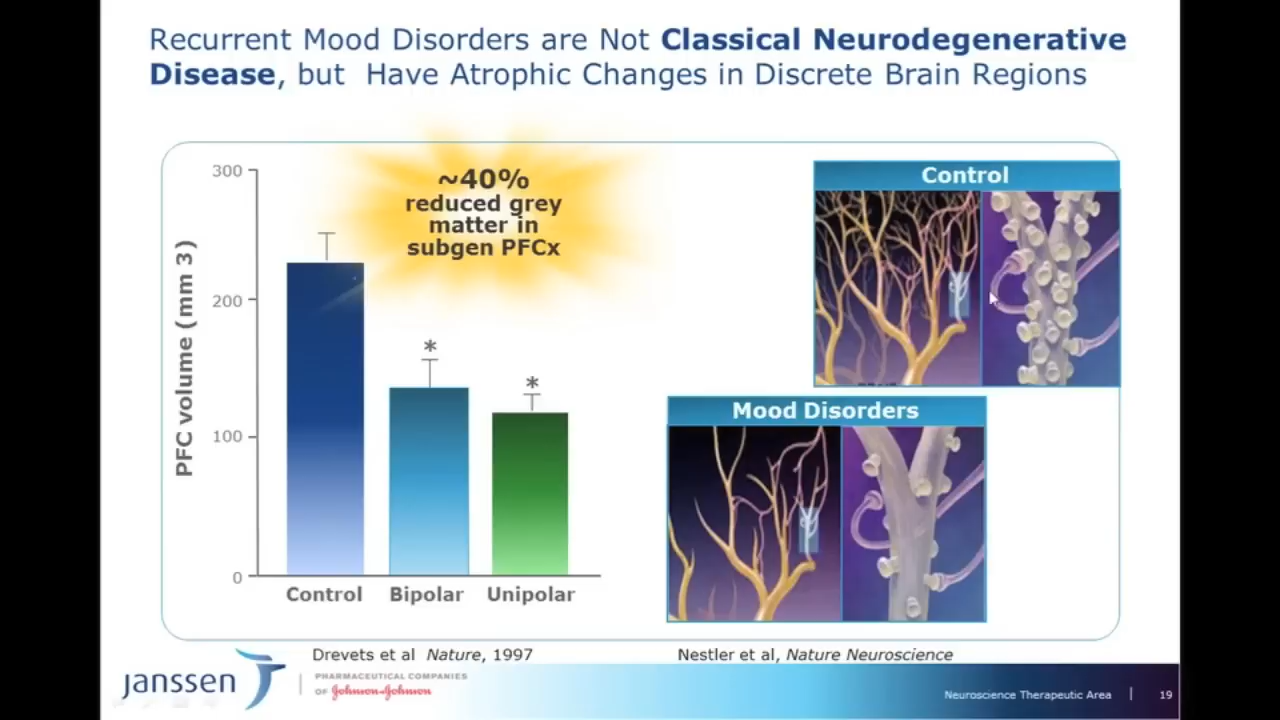 Recurrent Mood Disorders are Not Classical Neurodegenerative
Disease, but Have Atrophic Changes in Discrete Brain Regions
300
200
100
0
PFC volume (mm 3)
~40%
reduced grey
matter in
subgen PFCx
*
*
Control
Bipolar
Unipolar
Control
Mood Disorders
Drevets et al Nature, 1997
Nestler et al, Nature Neuroscience
janssen
PHARMACEUTICAL COMPANIES
OF Johnson & Johnson
Neuroscience Therapeutic Area
19